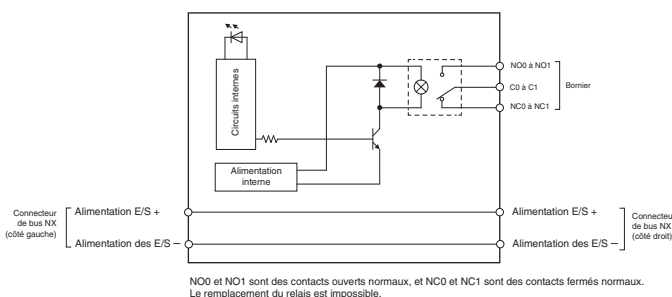 Circuits internes
Alimentation
interne
NO0 à NO1
C0 à C1
NC0 à NC1
Bornier
Connecteur
de bus NX
(côté gauche)
Alimentation E/S +
Alimentation des E/S –
Alimentation E/S +
Alimentation des E/S –
Connecteur
de bus NX
(côté droit)
NO0 et NO1 sont des contacts ouverts normaux, et NC0 et NC1 sont des contacts fermés normaux.
Le remplacement du relais est impossible.